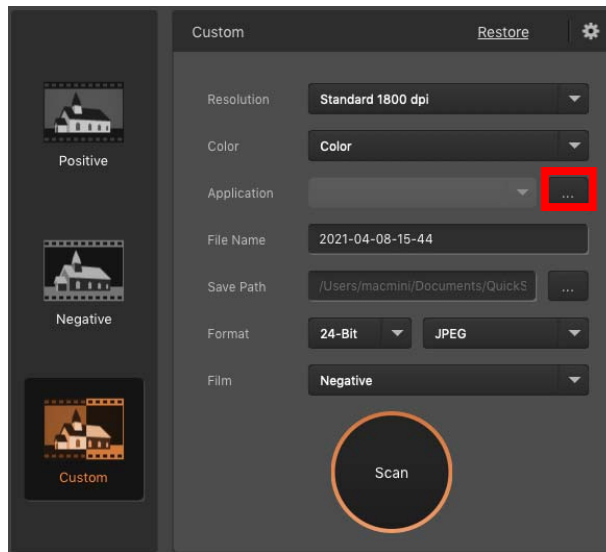 Custom Restore
Positive
Negative
Custom
Resolution Standard 1800 dpi
Color Color
Application ...
File Name 2021-04-08-15-44
Save Path /Users/macmini/Documents/QuickS ...
Format 24-Bit JPEG
Film Negative
Scan